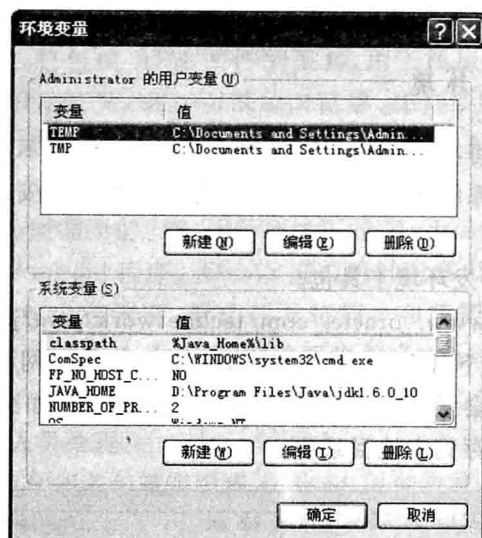 环境变量
Administrator 的用户变量(U)
变量 值
TEMP C:\Documents and Settings\Admin...
TMP C:\Documents and Settings\Admin...
新建(N) 编辑(E) 删除(D)
系统变量(S)
变量 值
classpath %Java_Home%\lib
ComSpec C:\WINDOWS\system32\cmd.exe
FP_NO_HOST_C... NO
JAVA_HOME D:\Program Files\Java\jdk1.6.0_10
NUMBER_OF_PR... 2
OS Windows_NT
新建(W) 编辑(I) 删除(L)
确定 取消